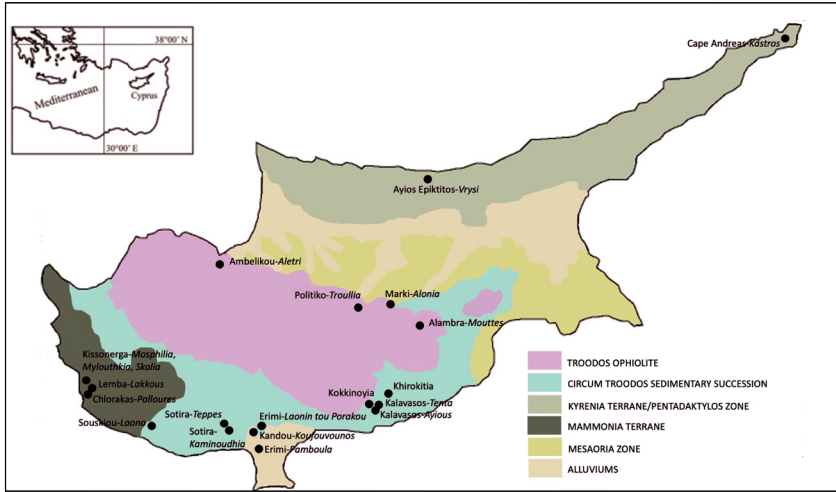 38°00' N
Mediterranean
Cyprus
30°00' E
Cape Andreas-Kastros
Ayios Epiktitos-Vrysi
Ambelikou-Aletri
Politiko-Troullia
Marki-Alonia
Alambra-Mouttes
Kissonerga-Mosphilia,
Mylouthkia, Skalia
Lemba-Lakkous
Chlorakas-Palloures
Souskiou-Laona
Sotira-Teppes
Sotira-
Kaminoudhia
Erimi-Laonin tou Porakou
Kandou-Koufouvounos
Erimi-Pamboula
Kokkinoyia
Khirokitia
Kalavasos-Tenta
Kalavasos-Ayious
TROODOS OPHIOLITE
CIRCUM TROODOS SEDIMENTARY SUCCESSION
KYRENIA TERRANE/PENTADAKTYLOS ZONE
MAMMONIA TERRANE
MESAORIA ZONE
ALLUVIUMS